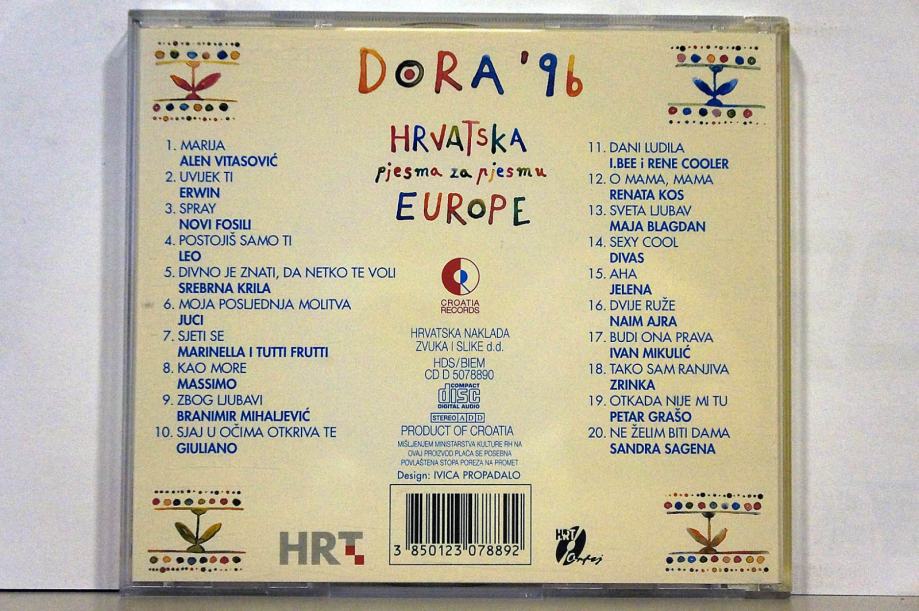 DORA '96
HRVATSKA
pjesma za pjesmu
EUROPE
1. MARIJA
ALEN VITASOVIĆ
2. UVIJEK TI
ERWIN
3. SPRAY
NOVI FOSILI
4. POSTOJIŠ SAMO TI
LEO
5. DIVNO JE ZNATI, DA NETKO TE VOLI
SREBRNA KRILA
6. MOJA POSLJEDNJA MOLITVA
JUCI
7. SJETI SE
MARINELLA I TUTTI FRUTTI
8. KAO MORE
MASSIMO
9. ZBOG LJUBAVI
BRANIMIR MIHALJEVIĆ
10. SJAJ U OČIMA OTKRIVA TE
GIULIANO
CROATIA
RECORDS
HRVATSKA NAKLADA
ZVUKA I SLIKE d.d.
HDS/BIEM
CD D 5078890
COMPACT
disc
DIGITAL AUDIO
STEREO ADD
PRODUCT OF CROATIA
MIŠLJENJEM MINISTARSTVA KULTURE RH NA
OVAJ PROIZVOD PLAĆA SE POSEBNA
POVLAŠTENA STOPA POREZA NA PROMET
Design: IVICA PROPADALO
11. DANI LUDILA
I.BEE i RENE COOLER
12. O MAMA, MAMA
RENATA KOS
13. SVETA LJUBAV
MAJA BLAGDAN
14. SEXY COOL
DIVAS
15. AHA
JELENA
16. DVIJE RUŽE
NAIM AJRA
17. BUDI ONA PRAVA
IVAN MIKULIĆ
18. TAKO SAM RANJIVA
ZRINKA
19. OTKADA NIJE MI TU
PETAR GRAŠO
20. NE ŽELIM BITI DAMA
SANDRA SAGENA
HRT
3 850123 078892
HRT
Orfej